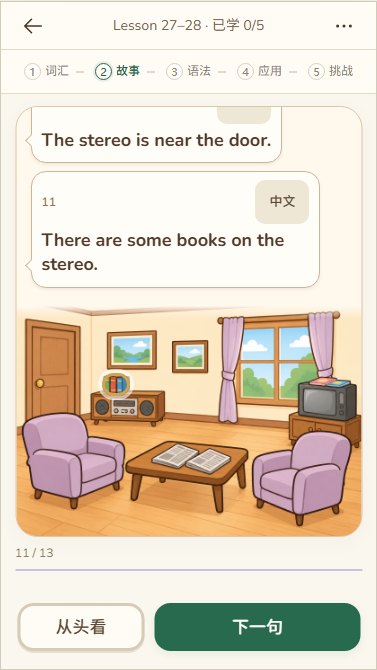 Lesson 27–28 · 已学 0/5
1 词汇 2 故事 3 语法 4 应用 5 挑战
The stereo is near the door.
11 中文
There are some books on the
stereo.
11 / 13
从头看 下一句